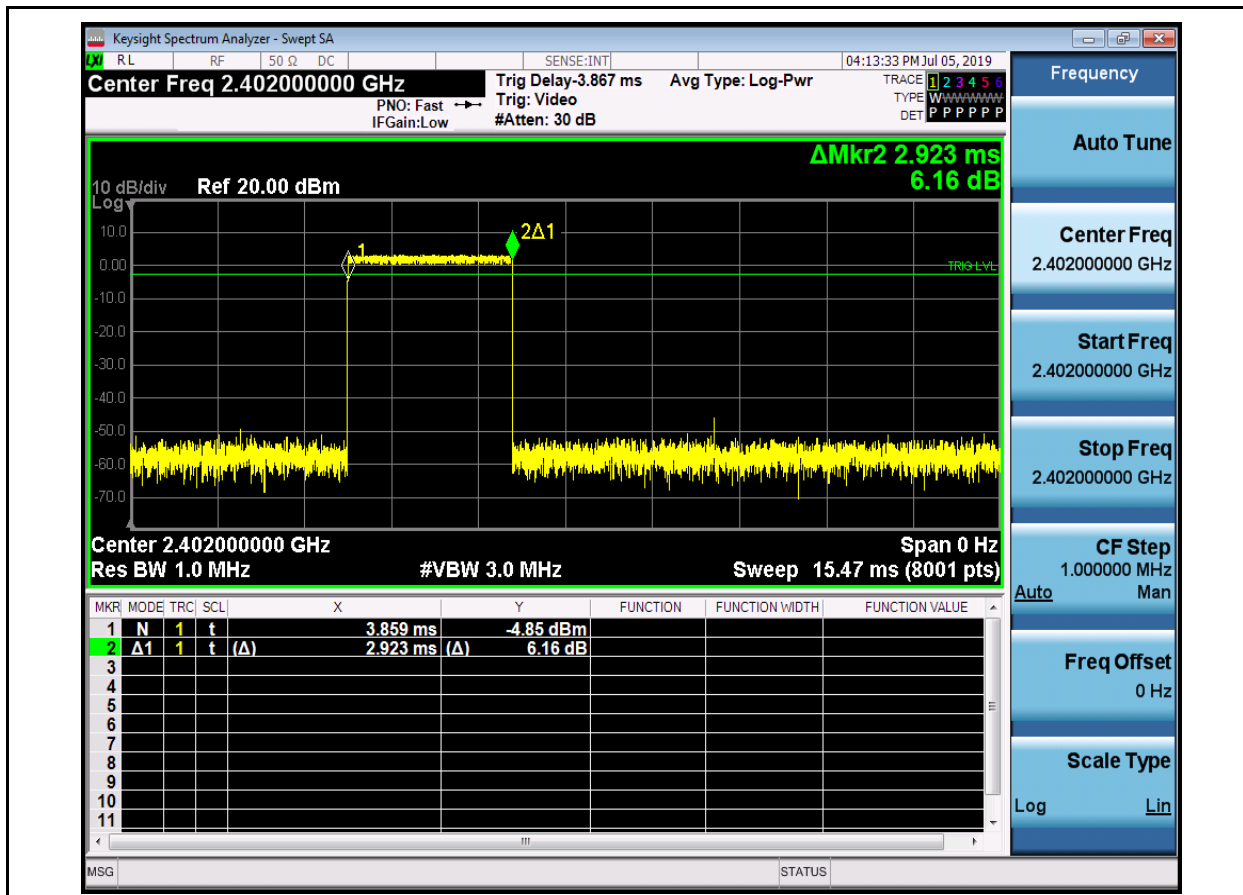 Keysight Spectrum Analyzer - Swept SA
LXI RL RF 50 Ω DC SENSE:INT 04:13:33 PM Jul 05, 2019
Center Freq 2.402000000 GHz
PNO: Fast
IFGain:Low
Trig Delay-3.867 ms
Trig: Video
#Atten: 30 dB
Avg Type: Log-Pwr
TRACE 1 2 3 4 5 6
TYPE WWWWWW
DET P P P P P P
ΔMkr2 2.923 ms
6.16 dB
10 dB/div Ref 20.00 dBm
Log
10.0
0.00
-10.0
-20.0
-30.0
-40.0
-50.0
-60.0
-70.0
1
2Δ1
TRIG LVL
Center 2.402000000 GHz Span 0 Hz
Res BW 1.0 MHz #VBW 3.0 MHz Sweep 15.47 ms (8001 pts)
MKR MODE TRC SCL X Y FUNCTION FUNCTION WIDTH FUNCTION VALUE
1 N 1 t 3.859 ms -4.85 dBm
2 Δ1 1 t (Δ) 2.923 ms (Δ) 6.16 dB
3
4
5
6
7
8
9
10
11
MSG STATUS
Frequency
Auto Tune
Center Freq
2.402000000 GHz
Start Freq
2.402000000 GHz
Stop Freq
2.402000000 GHz
CF Step
1.000000 MHz
Auto Man
Freq Offset
0 Hz
Scale Type
Log Lin